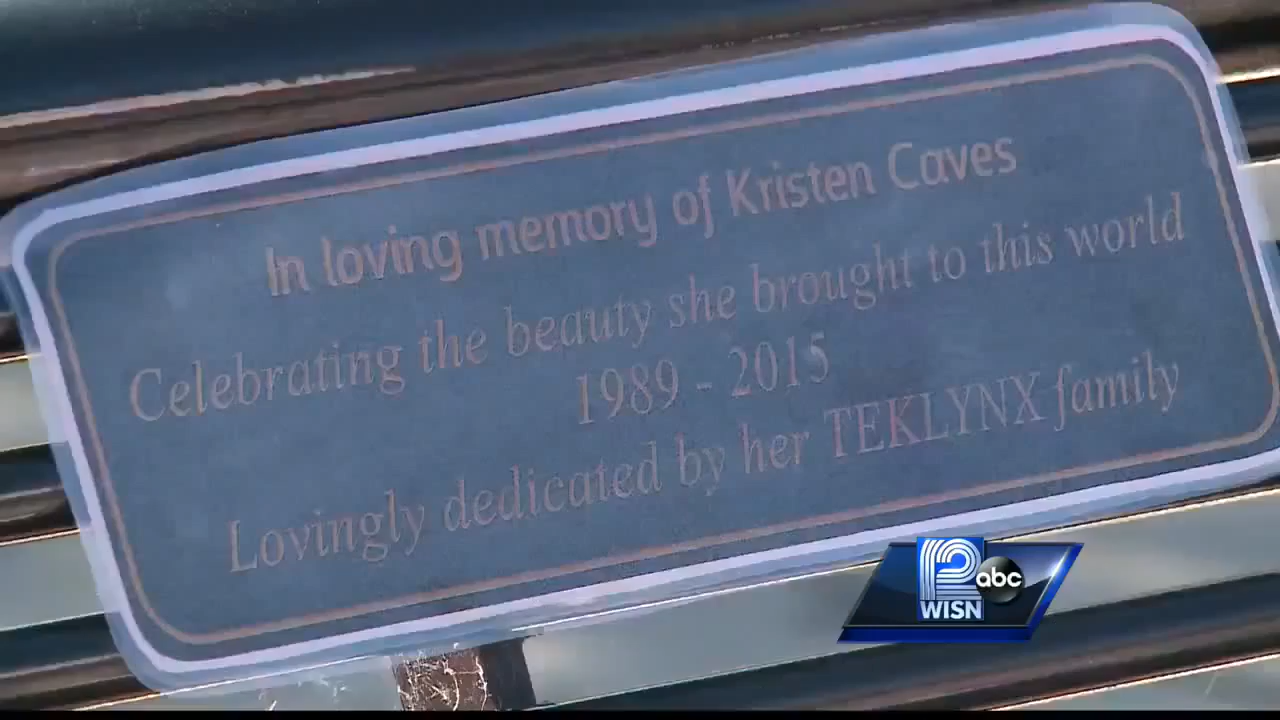 In loving memory of Kristen Caves
Celebrating the beauty she brought to this world
1989 - 2015
Lovingly dedicated by her TEKLYNX family
12
abc
WISN